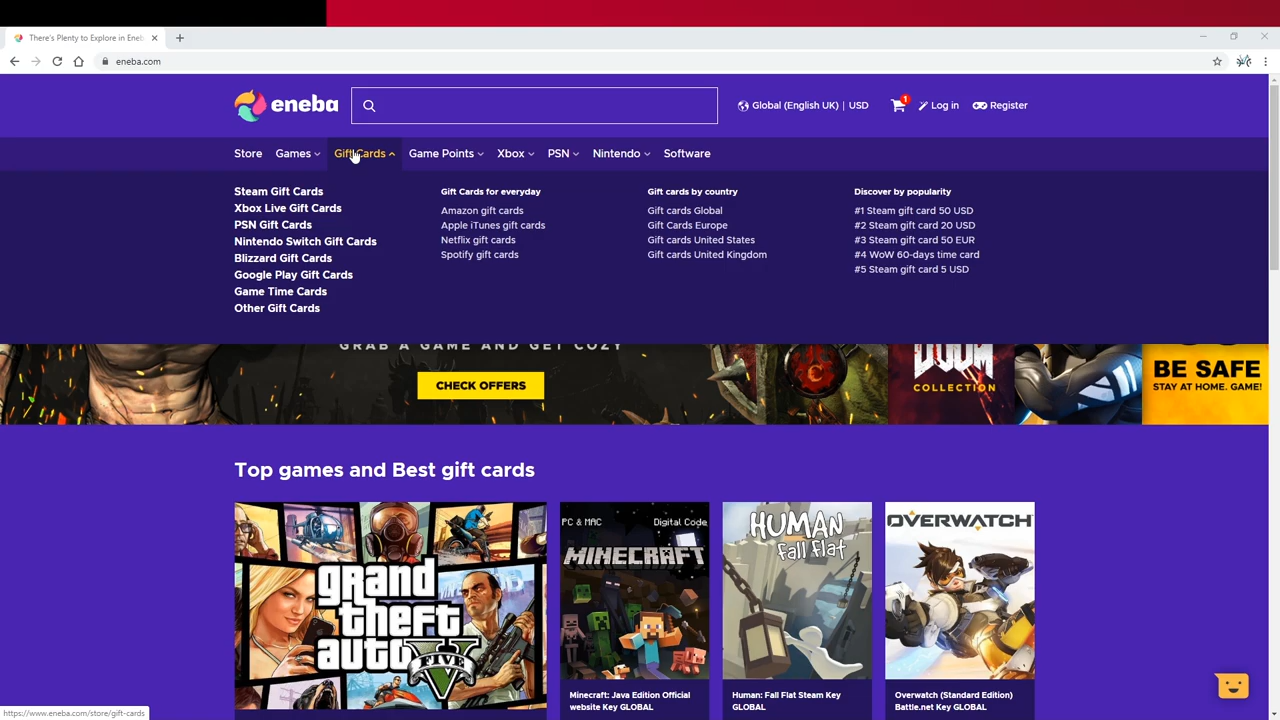 There's Plenty to Explore in Eneb
eneba.com
eneba
Global (English UK) | USD
1
Log in
Register
Store
Games
Gift Cards
Game Points
Xbox
PSN
Nintendo
Software
Steam Gift Cards
Xbox Live Gift Cards
PSN Gift Cards
Nintendo Switch Gift Cards
Blizzard Gift Cards
Google Play Gift Cards
Game Time Cards
Other Gift Cards
Gift Cards for everyday
Amazon gift cards
Apple iTunes gift cards
Netflix gift cards
Spotify gift cards
Gift cards by country
Gift cards Global
Gift Cards Europe
Gift cards United States
Gift cards United Kingdom
Discover by popularity
#1 Steam gift card 50 USD
#2 Steam gift card 20 USD
#3 Steam gift card 50 EUR
#4 WoW 60-days time card
#5 Steam gift card 5 USD
GRAB A GAME AND GET COZY
CHECK OFFERS
DOOM
COLLECTION
BE SAFE
STAY AT HOME. GAME!
Top games and Best gift cards
grand
theft
auto
V
FIVE
PC & MAC
Digital Code
MINECRAFT
Minecraft: Java Edition Official
website Key GLOBAL
HUMAN
fall flat
Human: Fall Flat Steam Key
GLOBAL
OVERWATCH
Overwatch (Standard Edition)
Battle.net Key GLOBAL
https://www.eneba.com/store/gift-cards